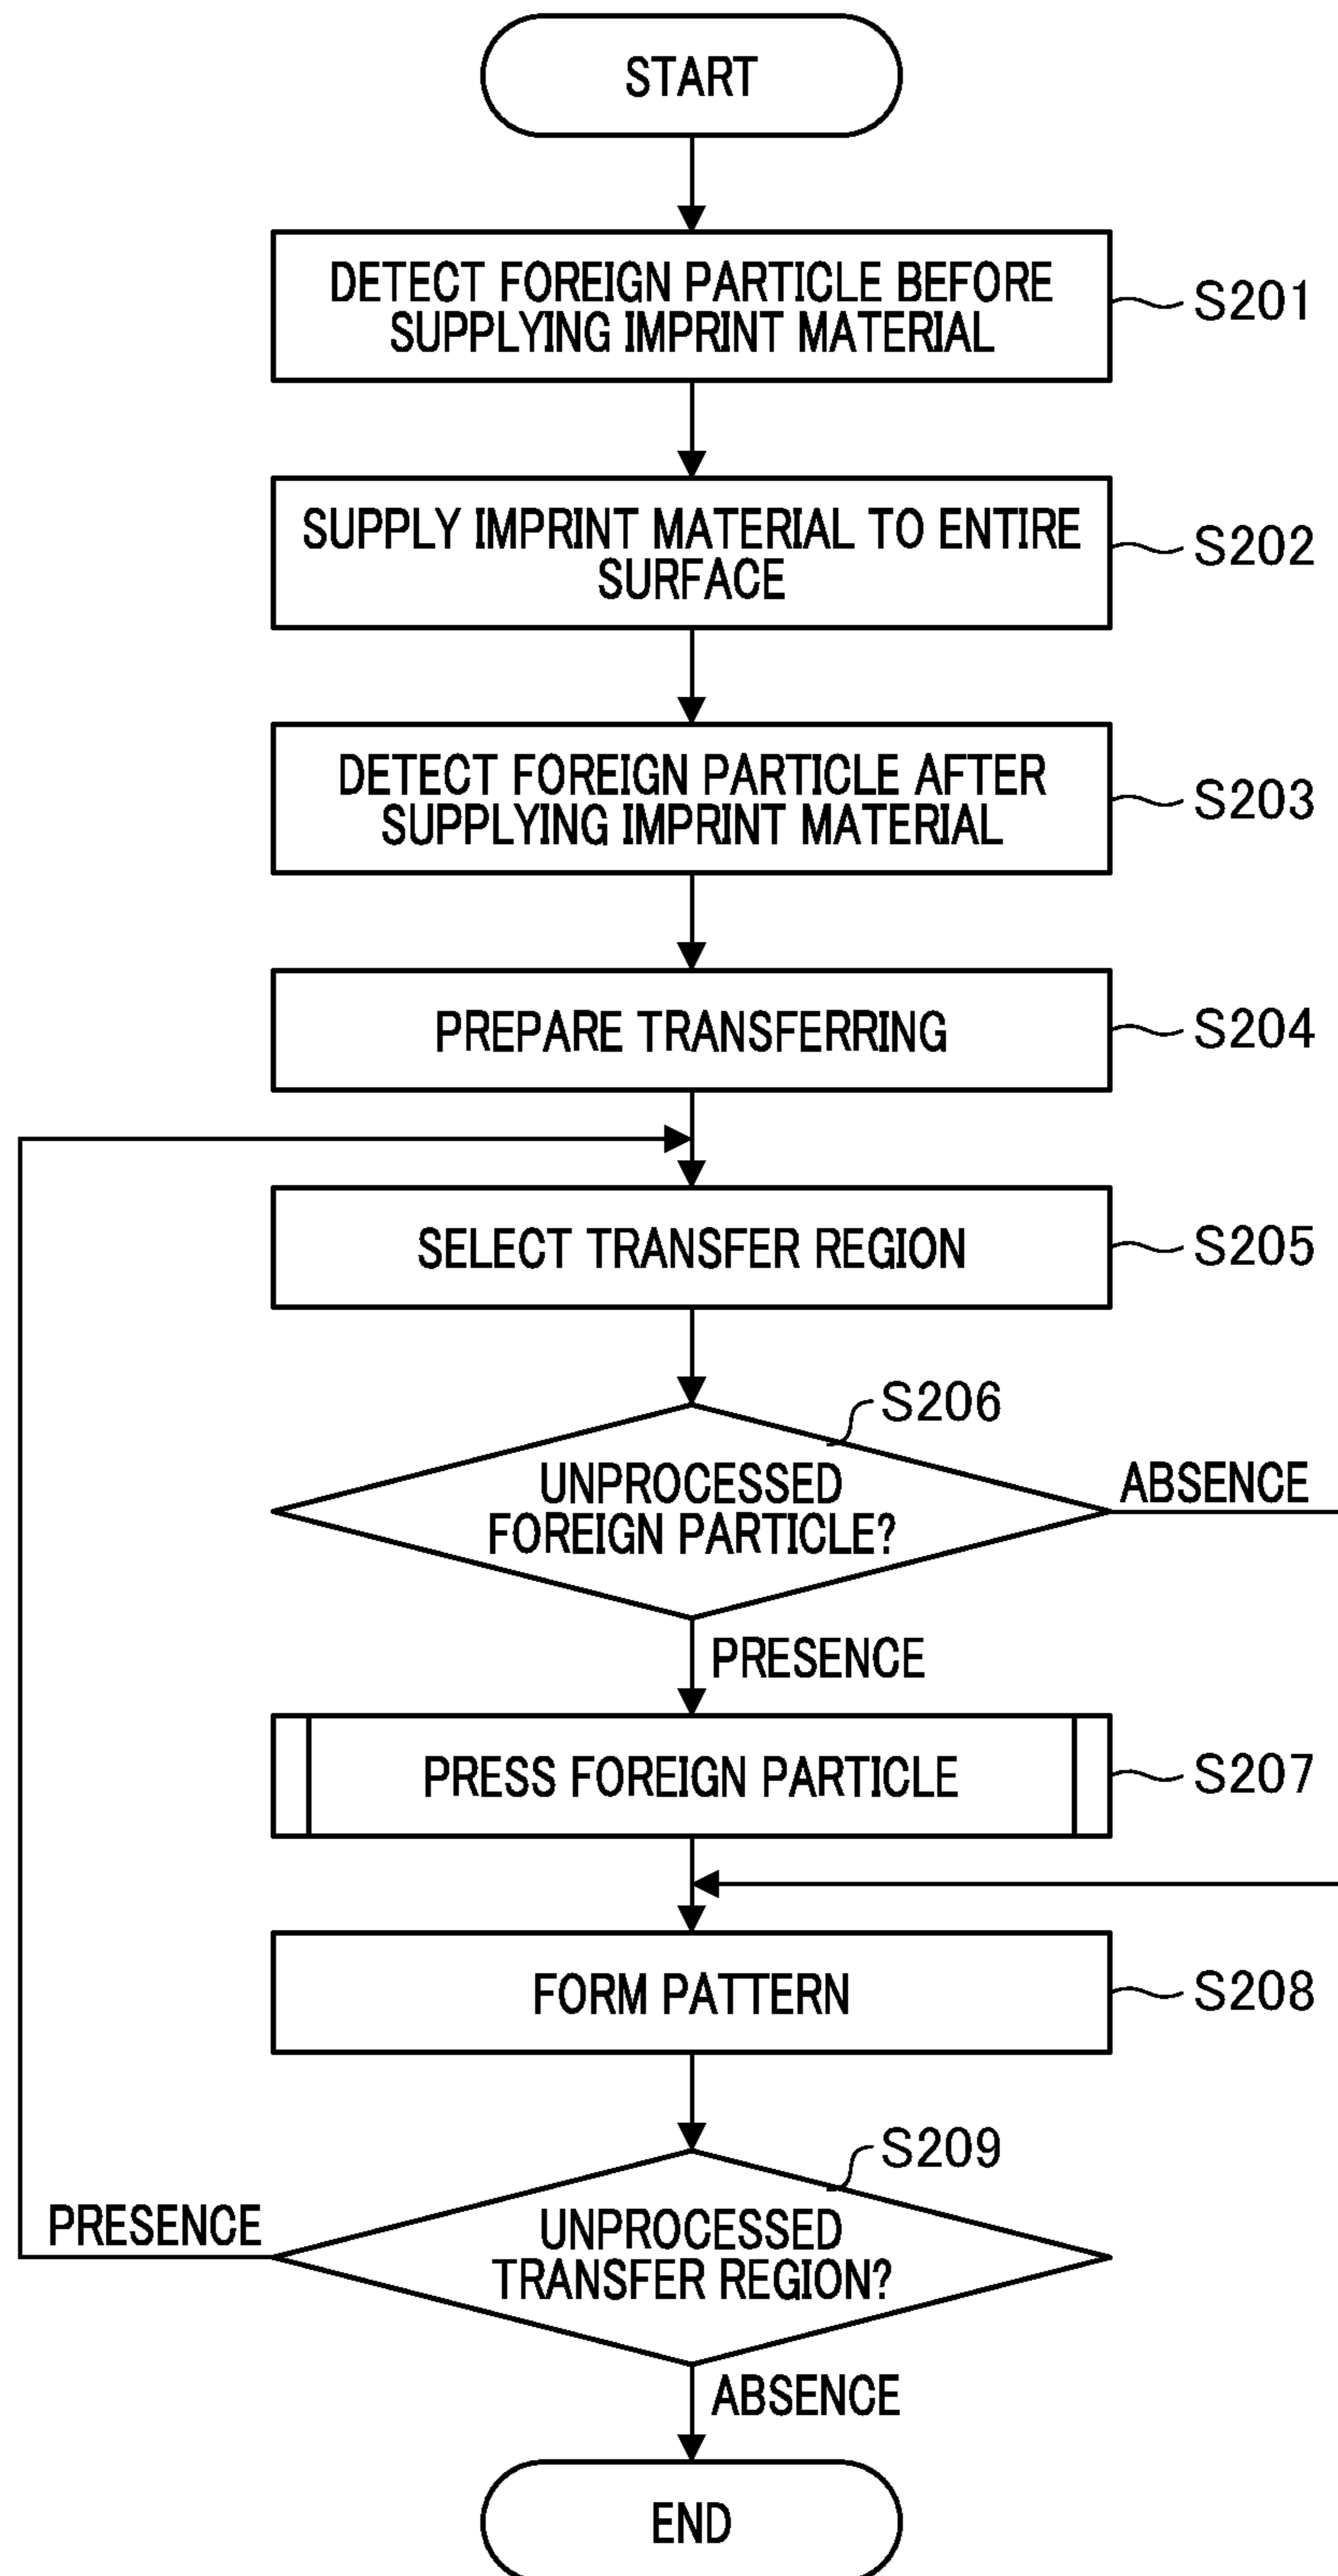 START
DETECT FOREIGN PARTICLE BEFORE
SUPPLYING IMPRINT MATERIAL
S201
SUPPLY IMPRINT MATERIAL TO ENTIRE
SURFACE
S202
DETECT FOREIGN PARTICLE AFTER
SUPPLYING IMPRINT MATERIAL
S203
PREPARE TRANSFERRING
S204
SELECT TRANSFER REGION
S205
S206
UNPROCESSED
FOREIGN PARTICLE?
ABSENCE
PRESENCE
PRESS FOREIGN PARTICLE
S207
FORM PATTERN
S208
S209
PRESENCE
UNPROCESSED
TRANSFER REGION?
ABSENCE
END